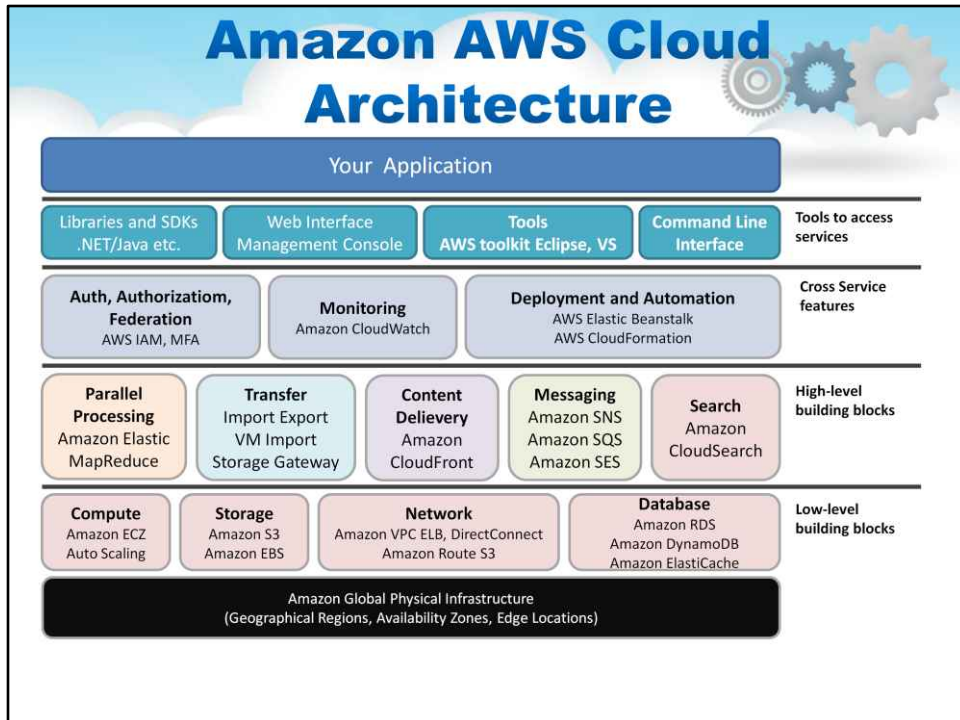 Amazon AWS Cloud
Architecture
Your Application
Libraries and SDKs
.NET/Java etc.
Web Interface
Management Console
Tools
AWS toolkit Eclipse, VS
Command Line
Interface
Tools to access
services
Auth, Authorizatiom,
Federation
AWS IAM, MFA
Monitoring
Amazon CloudWatch
Deployment and Automation
AWS Elastic Beanstalk
AWS CloudFormation
Cross Service
features
Parallel
Processing
Amazon Elastic
MapReduce
Transfer
Import Export
VM Import
Storage Gateway
Content
Delievery
Amazon
CloudFront
Messaging
Amazon SNS
Amazon SQS
Amazon SES
Search
Amazon
CloudSearch
High-level
building blocks
Compute
Amazon ECZ
Auto Scaling
Storage
Amazon S3
Amazon EBS
Network
Amazon VPC ELB, DirectConnect
Amazon Route S3
Database
Amazon RDS
Amazon DynamoDB
Amazon ElastiCache
Low-level
building blocks
Amazon Global Physical Infrastructure
(Geographical Regions, Availability Zones, Edge Locations)